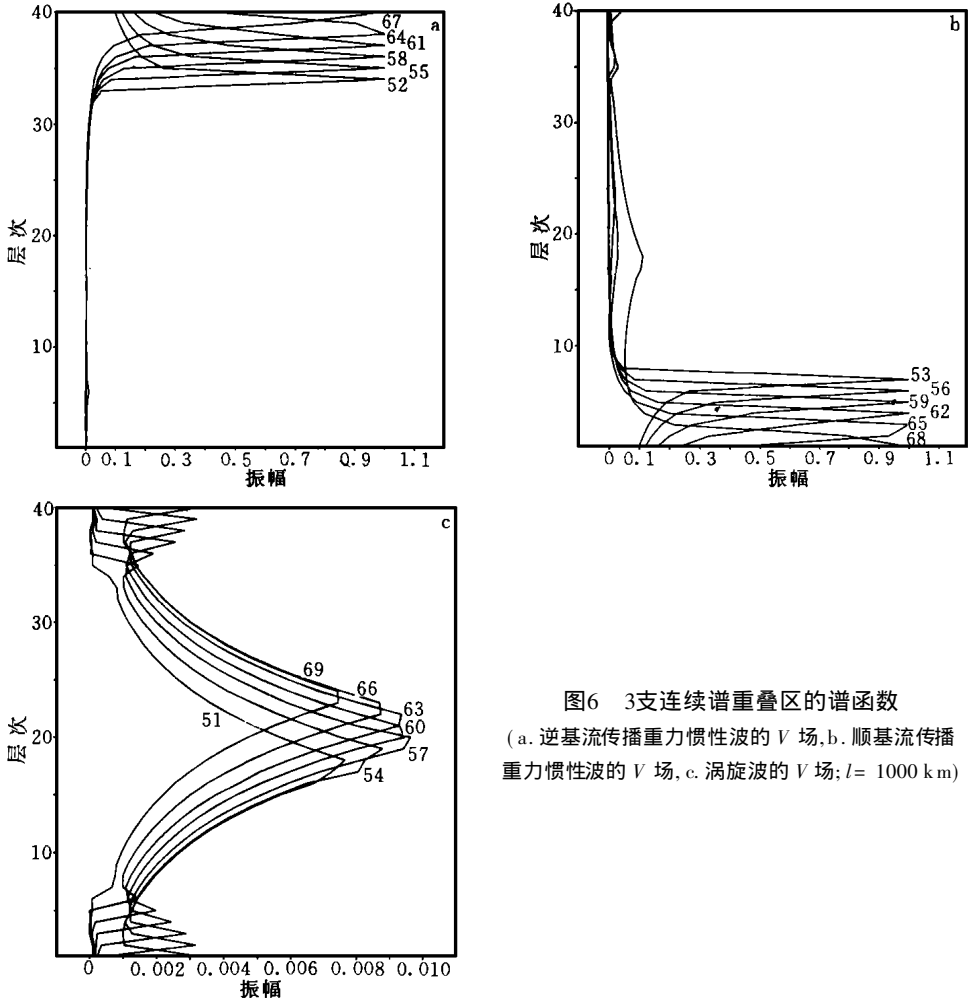 40
30
20
10
层次
0 0.1 0.3 0.5 0.7 0.9 1.1
振幅
a
67
64 61
58
55
52
40
30
20
10
层次
0 0.1 0.3 0.5 0.7 0.9 1.1
振幅
b
53
56
59
62
65
68
40
30
20
10
层次
0 0.002 0.004 0.006 0.008 0.010
振幅
c
69
66
63
51
60
57
54
图6 3支连续谱重叠区的谱函数
(a. 逆基流传播重力惯性波的 V 场,b. 顺基流传播
重力惯性波的 V 场, c. 涡旋波的 V 场; l= 1000 km)